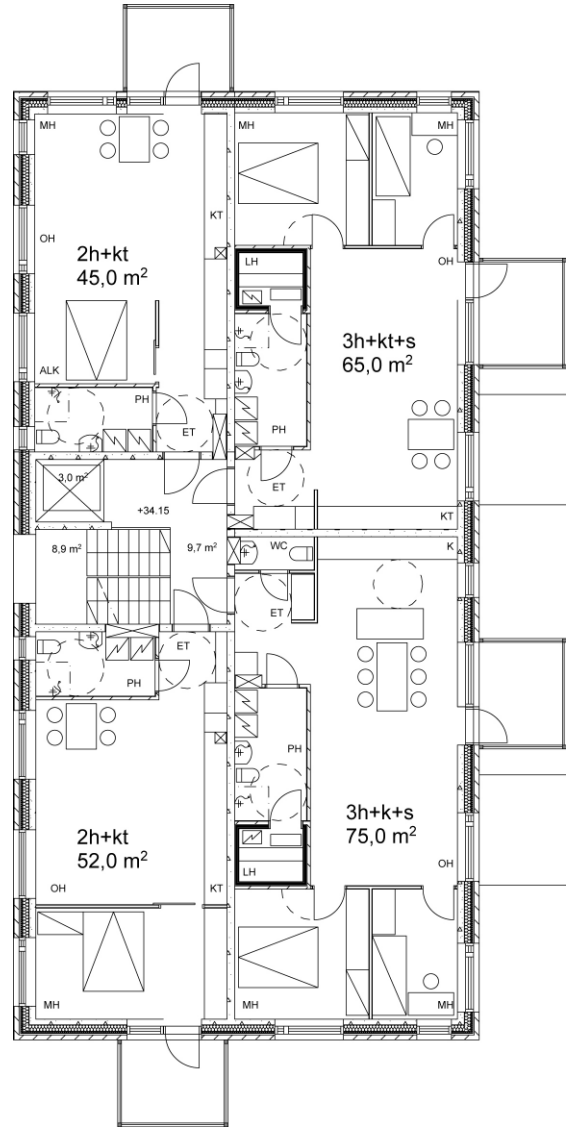 MH
MH
MH
KT
OH
2h+kt
45,0 m²
OH
LH
3h+kt+s
65,0 m²
ALK
PH
PH
ET
ET
3,0 m²
+34.15
KT
8,9 m²
9,7 m²
WC
K
ET
ET
PH
PH
3h+k+s
75,0 m²
2h+kt
52,0 m²
OH
LH
OH
KT
MH
MH
MH